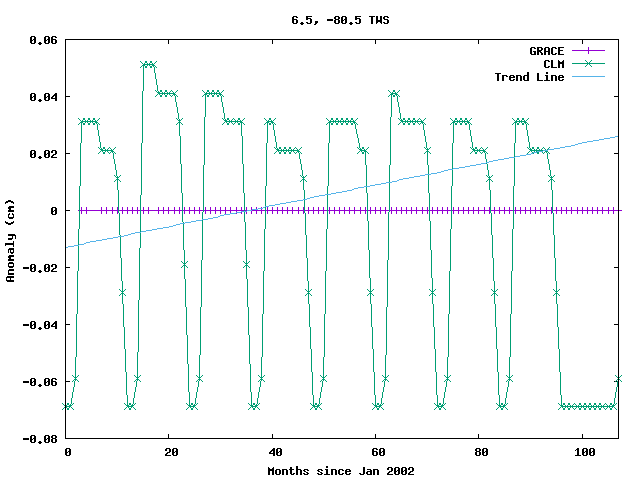 6.5, -80.5 TWS
GRACE
CLM
Trend Line
0.06
0.04
0.02
0
-0.02
-0.04
-0.06
-0.08
Anomaly (cm)
0 20 40 60 80 100
Months since Jan 2002